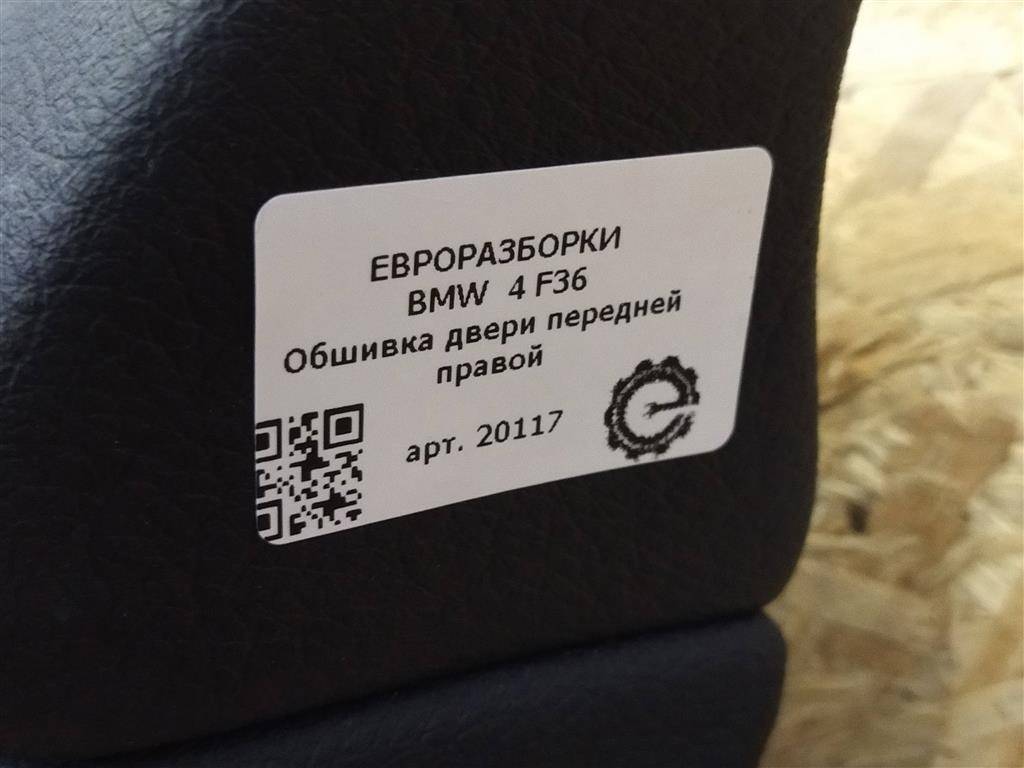 ЕВРОРАЗБОРКИ
BMW 4 F36
Обшивка двери передней
правой
арт. 20117